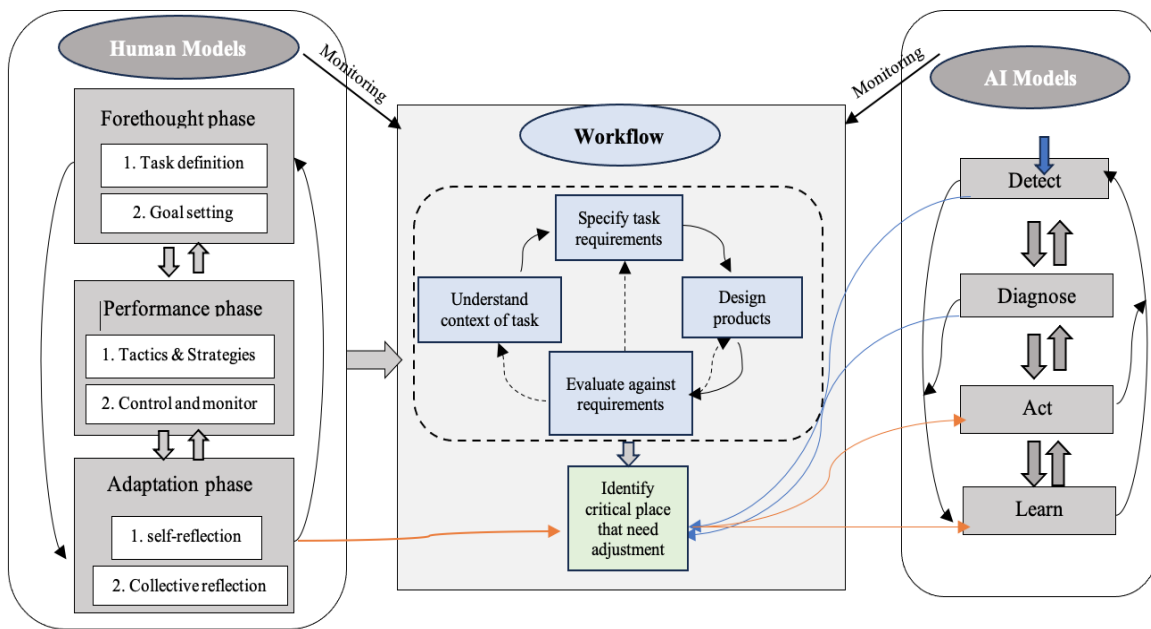 Human Models
Forethought phase
1. Task definition
2. Goal setting
Performance phase
1. Tactics & Strategies
2. Control and monitor
Adaptation phase
1. self-reflection
2. Collective reflection
Monitoring
Workflow
Specify task
requirements
Understand
context of task
Design
products
Evaluate against
requirements
Identify
critical place
that need
adjustment
Monitoring
AI Models
Detect
Diagnose
Act
Learn